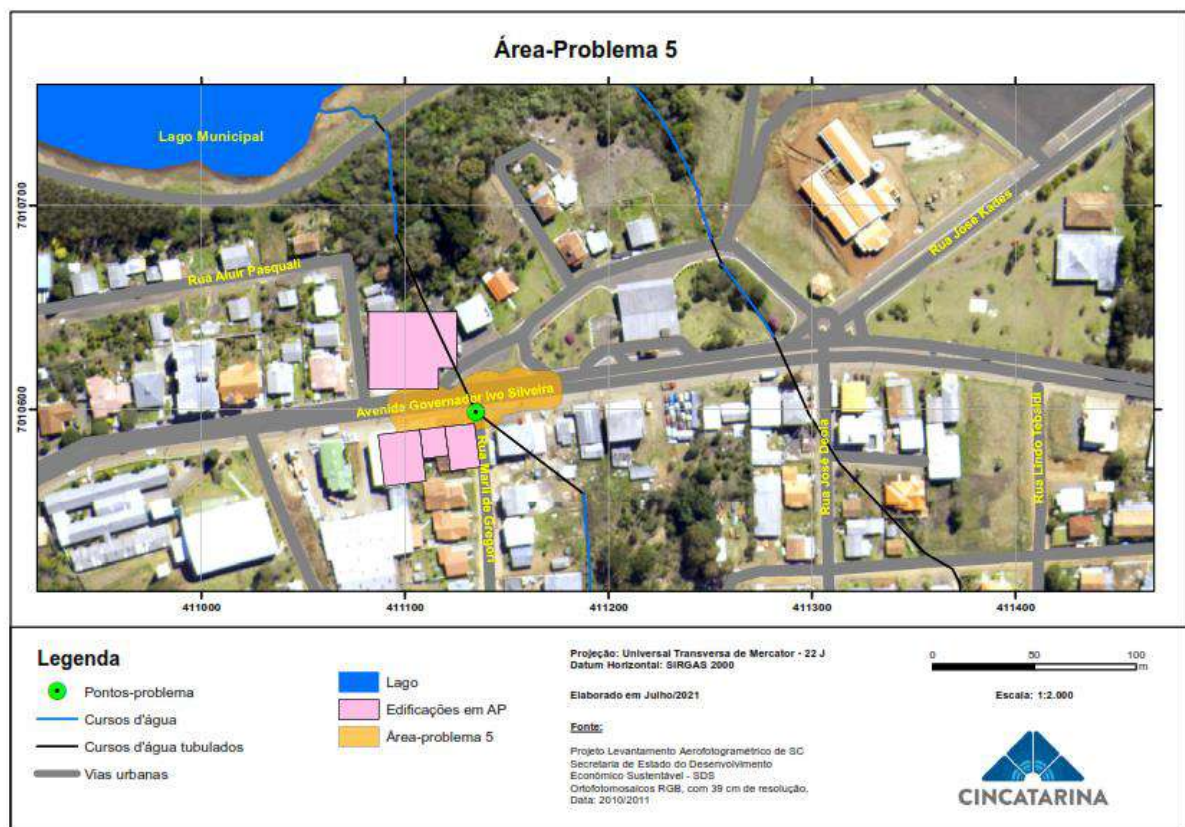 Área-Problema 5
Lago Municipal
7010700
Rua José Kades
Rua Aluir Pasquali
Avenida Governador Ivo Silveira
7010600
Rua Marli de Gregori
Rua José Deola
Rua Lindo Tebaldi
411000
411100
411200
411300
411400
Legenda
Pontos-problema
Cursos d'água
Cursos d'água tubulados
Vias urbanas
Lago
Edificações em AP
Área-problema 5
Projeção: Universal Transversa de Mercator - 22 J
Datum Horizontal: SIRGAS 2000
Elaborado em Julho/2021
Fonte:
Projeto Levantamento Aerofotogramétrico de SC
Secretaria de Estado do Desenvolvimento
Econômico Sustentável - SDS
Ortofotomosaicos RGB, com 39 cm de resolução.
Data: 2010/2011
0
50
100
m
Escala: 1:2.000
CINCATARINA